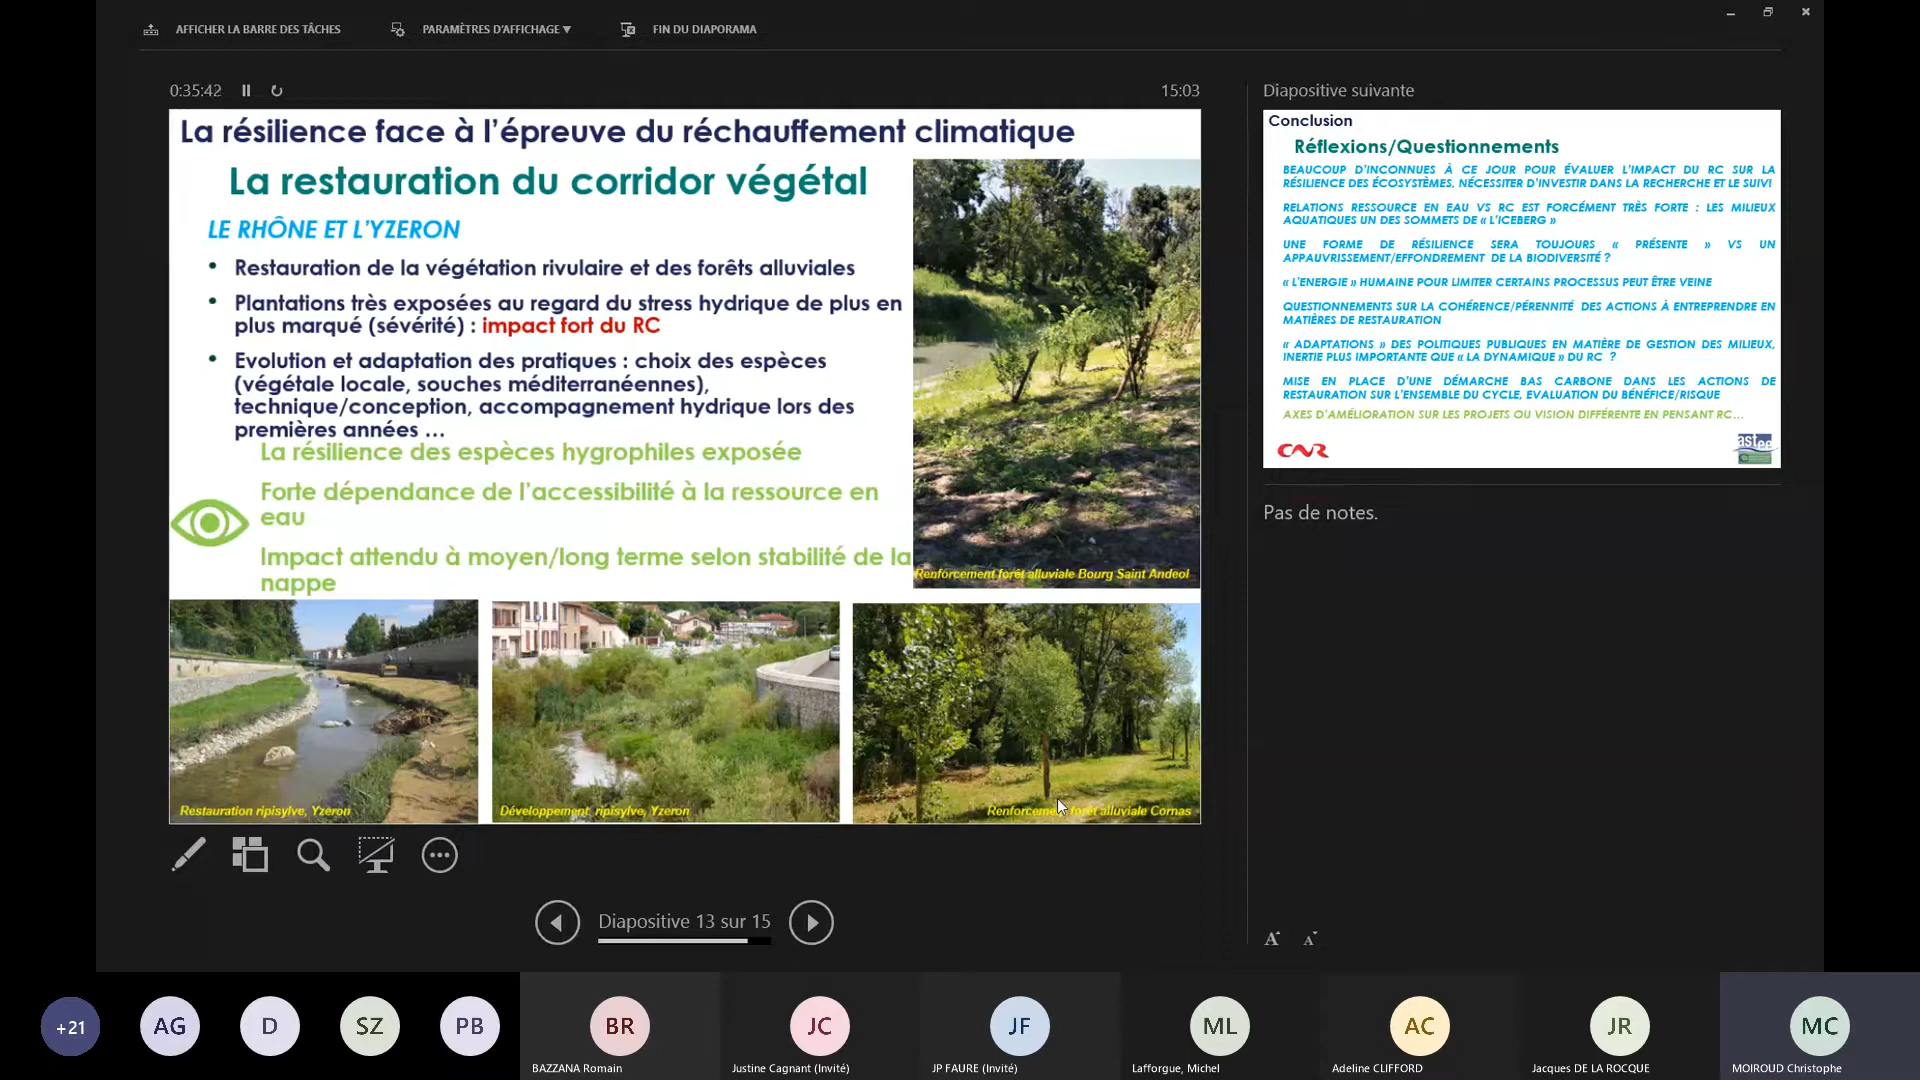 AFFICHER LA BARRE DES TÂCHES
PARAMÈTRES D'AFFICHAGE ▼
FIN DU DIAPORAMA
0:35:42
15:03
La résilience face à l'épreuve du réchauffement climatique
La restauration du corridor végétal
LE RHÔNE ET L'YZERON
• Restauration de la végétation rivulaire et des forêts alluviales
• Plantations très exposées au regard du stress hydrique de plus en
plus marqué (sévérité) : impact fort du RC
• Evolution et adaptation des pratiques : choix des espèces
(végétale locale, souches méditerranéennes),
technique/conception, accompagnement hydrique lors des
premières années ...
La résilience des espèces hygrophiles exposée
Forte dépendance de l'accessibilité à la ressource en
eau
Impact attendu à moyen/long terme selon stabilité de la
nappe
Renforcement forêt alluviale Bourg Saint Andeol
Restauration ripisylve, Yzeron
Développement ripisylve, Yzeron
Renforcement forêt alluviale Cornas
Diapositive 13 sur 15
Diapositive suivante
Conclusion
Réflexions/Questionnements
BEAUCOUP D'INCONNUES À CE JOUR POUR ÉVALUER L'IMPACT DU RC SUR LA
RÉSILIENCE DES ÉCOSYSTÈMES, NÉCESSITER D'INVESTIR DANS LA RECHERCHE ET LE SUIVI
RELATIONS RESSOURCE EN EAU VS RC EST FORCÉMENT TRÈS FORTE : LES MILIEUX
AQUATIQUES UN DES SOMMETS DE « L'ICEBERG »
UNE FORME DE RÉSILIENCE SERA TOUJOURS « PRÉSENTE » VS UN
APPAUVRISSEMENT/EFFONDREMENT DE LA BIODIVERSITÉ ?
« L'ENERGIE » HUMAINE POUR LIMITER CERTAINS PROCESSUS PEUT ÊTRE VEINE
QUESTIONNEMENTS SUR LA COHÉRENCE/PÉRENNITÉ DES ACTIONS À ENTREPRENDRE EN
MATIÈRES DE RESTAURATION
« ADAPTATIONS » DES POLITIQUES PUBLIQUES EN MATIÈRE DE GESTION DES MILIEUX,
INERTIE PLUS IMPORTANTE QUE « LA DYNAMIQUE » DU RC ?
MISE EN PLACE D'UNE DÉMARCHE BAS CARBONE DANS LES ACTIONS DE
RESTAURATION SUR L'ENSEMBLE DU CYCLE, EVALUATION DU BÉNÉFICE/RISQUE
AXES D'AMÉLIORATION SUR LES PROJETS OU VISION DIFFÉRENTE EN PENSANT RC...
CNR
astee
Pas de notes.
A A
+21
AG
D
SZ
PB
BR
JC
JF
ML
AC
JR
MC
BAZZANA Romain
Justine Cagnant (Invité)
JP FAURE (Invité)
Lafforgue, Michel
Adeline CLIFFORD
Jacques DE LA ROCQUE
MOIROUD Christophe